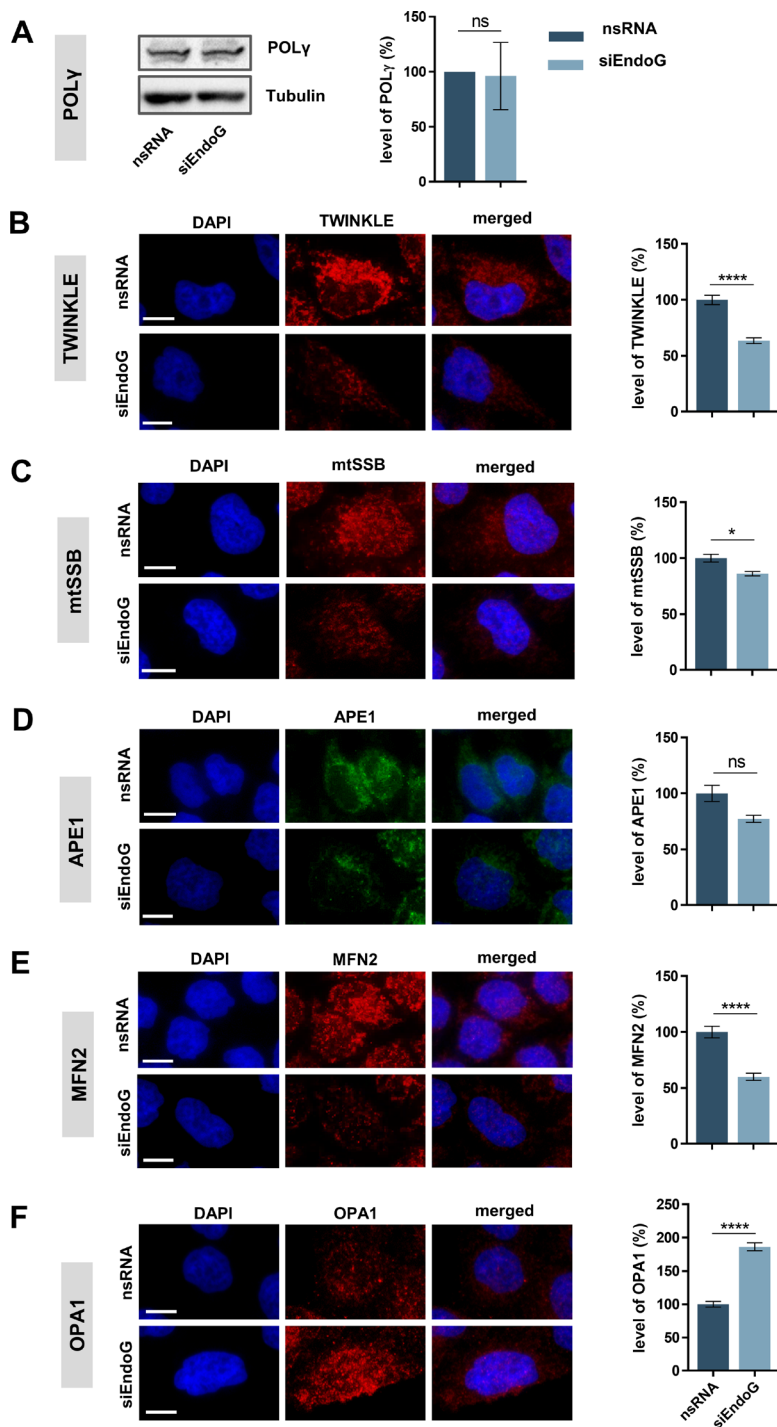 A
POLγ
POLγ
Tubulin
nsRNA
siEndoG
level of POLγ (%)
150
100
50
0
ns
nsRNA
siEndoG
B
TWINKLE
DAPI
TWINKLE
merged
nsRNA
siEndoG
level of TWINKLE (%)
150
100
50
0
****
C
mtSSB
DAPI
mtSSB
merged
nsRNA
siEndoG
level of mtSSB (%)
150
100
50
0
*
D
APE1
DAPI
APE1
merged
nsRNA
siEndoG
level of APE1 (%)
150
100
50
0
ns
E
MFN2
DAPI
MFN2
merged
nsRNA
siEndoG
level of MFN2 (%)
150
100
50
0
****
F
OPA1
DAPI
OPA1
merged
nsRNA
siEndoG
level of OPA1 (%)
250
200
150
100
50
0
****
nsRNA
siEndoG